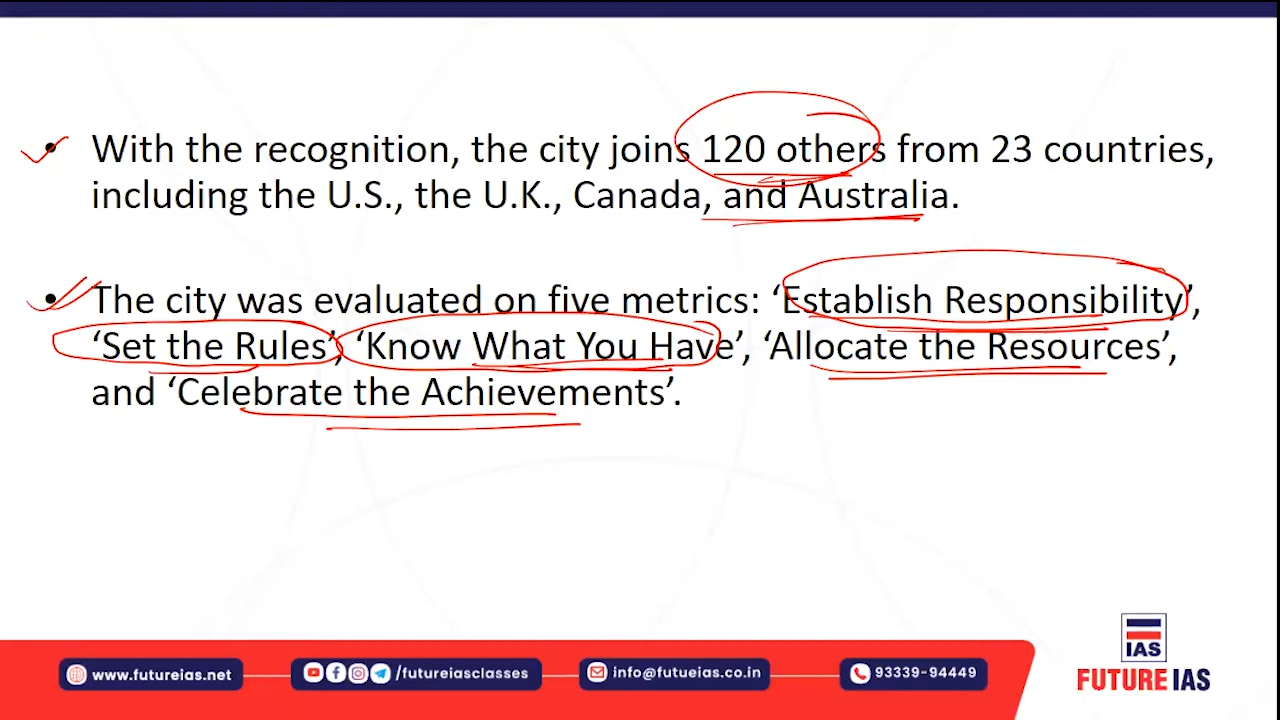 • With the recognition, the city joins 120 others from 23 countries,
including the U.S., the U.K., Canada, and Australia.
• The city was evaluated on five metrics: ‘Establish Responsibility’,
‘Set the Rules’, ‘Know What You Have’, ‘Allocate the Resources’,
and ‘Celebrate the Achievements’.
IAS
www.futureias.net
/futureiasclasses
info@futueias.co.in
93339-94449
FUTURE IAS